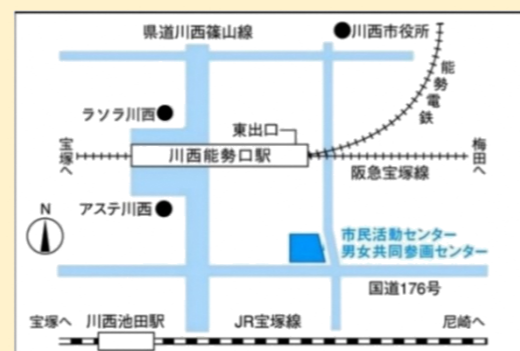 県道川西篠山線
川西市役所
能勢電鉄
ラソラ川西
東出口
宝塚へ
川西能勢口駅
梅田へ
阪急宝塚線
アステ川西
N
市民活動センター
男女共同参画センター
国道176号
宝塚へ
川西池田駅
JR宝塚線
尼崎へ